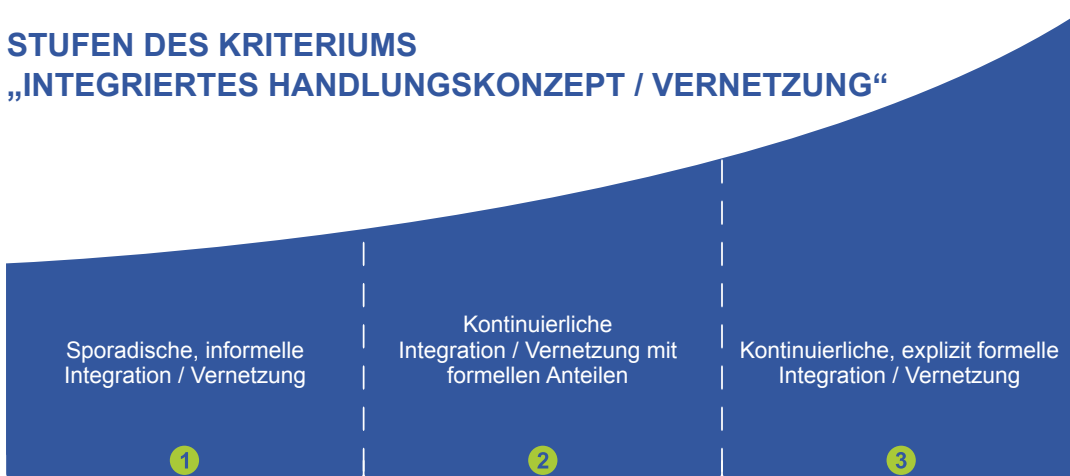 STUFEN DES KRITERIUMS
„INTEGRIERTES HANDLUNGSKONZEPT / VERNETZUNG“
Sporadische, informelle
Integration / Vernetzung
1
Kontinuierliche
Integration / Vernetzung mit
formellen Anteilen
2
Kontinuierliche, explizit formelle
Integration / Vernetzung
3